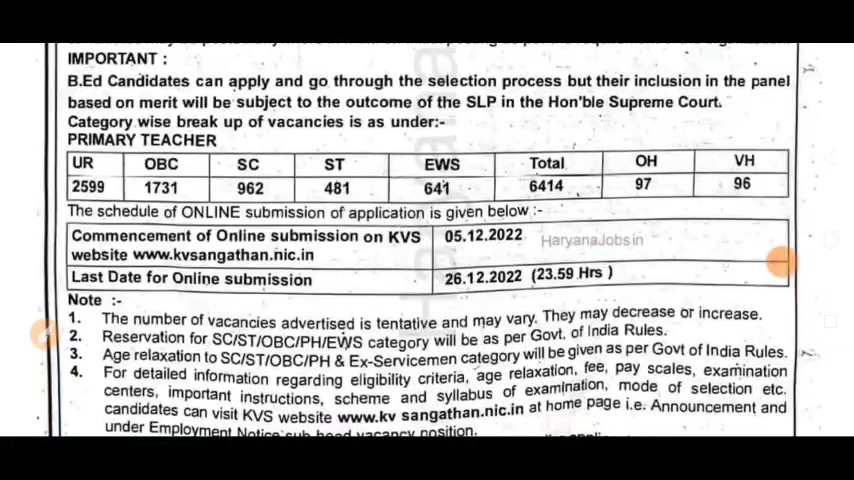 IMPORTANT :
B.Ed Candidates can apply and go through the selection process but their inclusion in the panel
based on merit will be subject to the outcome of the SLP in the Hon'ble Supreme Court.
Category wise break up of vacancies is as under:-
PRIMARY TEACHER
UR OBC SC ST EWS Total OH VH
2599 1731 962 481 641 6414 97 96
The schedule of ONLINE submission of application is given below :-
Commencement of Online submission on KVS 05.12.2022
website www.kvsangathan.nic.in
HaryanaJobsin
Last Date for Online submission 26.12.2022 (23.59 Hrs )
Note :-
1. The number of vacancies advertised is tentative and may vary. They may decrease or increase.
2. Reservation for SC/ST/OBC/PH/EWS category will be as per Govt. of India Rules.
3. Age relaxation to SC/ST/OBC/PH & Ex-Servicemen category will be given as per Govt of India Rules.
4. For detailed information regarding eligibility criteria, age relaxation, fee, pay scales, examination
centers, important instructions, scheme and syllabus of examination, mode of selection etc.
candidates can visit KVS website www.kv sangathan.nic.in at home page i.e. Announcement and
under Employment Notice sub head vacancy position.